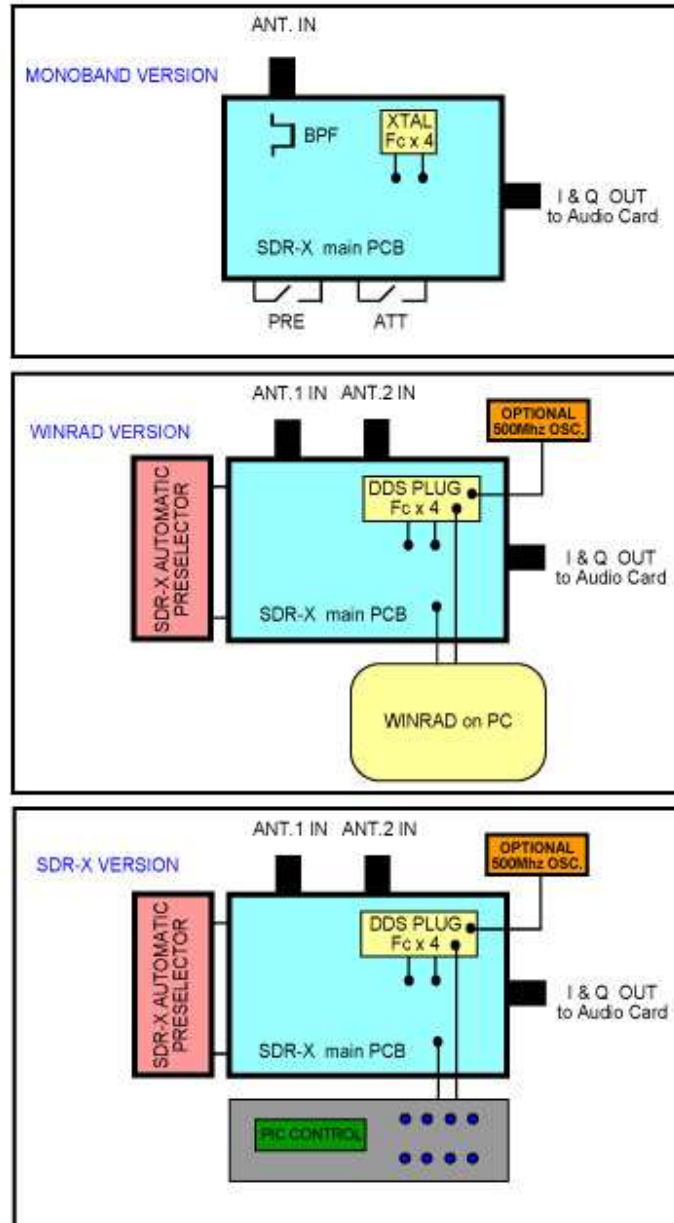 ANT. IN
MONOBAND VERSION
BPF
XTAL
Fc x 4
I & Q OUT
to Audio Card
SDR-X main PCB
PRE
ATT
ANT.1 IN ANT.2 IN
WINRAD VERSION
OPTIONAL
500Mhz OSC.
SDR-X AUTOMATIC
PRESELECTOR
DDS PLUG
Fc x 4
I & Q OUT
to Audio Card
SDR-X main PCB
WINRAD on PC
ANT.1 IN ANT.2 IN
SDR-X VERSION
OPTIONAL
500Mhz OSC.
SDR-X AUTOMATIC
PRESELECTOR
DDS PLUG
Fc x 4
I & Q OUT
to Audio Card
SDR-X main PCB
PIC CONTROL